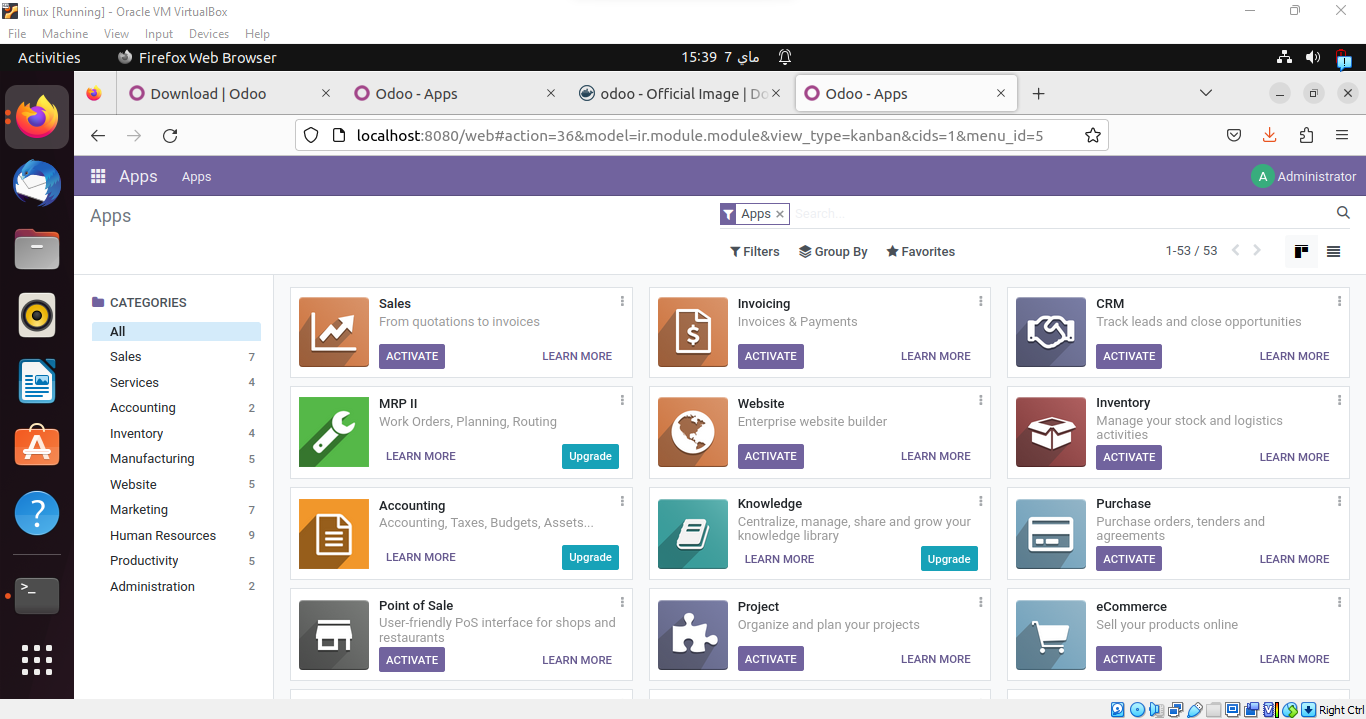 linux [Running] - Oracle VM VirtualBox
File Machine View Input Devices Help
Activities Firefox Web Browser 15:39 7 ماي
Download | Odoo
Odoo - Apps
odoo - Official Image | Do
Odoo - Apps
localhost:8080/web#action=36&model=ir.module.module&view_type=kanban&cids=1&menu_id=5
Apps Apps A Administrator
Apps
Apps Search...
Filters Group By Favorites 1-53 / 53
CATEGORIES
All
Sales 7
Services 4
Accounting 2
Inventory 4
Manufacturing 5
Website 5
Marketing 7
Human Resources 9
Productivity 5
Administration 2
Sales
From quotations to invoices
ACTIVATE LEARN MORE
Invoicing
Invoices & Payments
ACTIVATE LEARN MORE
CRM
Track leads and close opportunities
ACTIVATE LEARN MORE
MRP II
Work Orders, Planning, Routing
LEARN MORE Upgrade
Website
Enterprise website builder
ACTIVATE LEARN MORE
Inventory
Manage your stock and logistics
activities
ACTIVATE LEARN MORE
Accounting
Accounting, Taxes, Budgets, Assets...
LEARN MORE Upgrade
Knowledge
Centralize, manage, share and grow your
knowledge library
LEARN MORE Upgrade
Purchase
Purchase orders, tenders and
agreements
ACTIVATE LEARN MORE
Point of Sale
User-friendly PoS interface for shops and
restaurants
ACTIVATE LEARN MORE
Project
Organize and plan your projects
ACTIVATE LEARN MORE
eCommerce
Sell your products online
ACTIVATE LEARN MORE
Right Ctrl